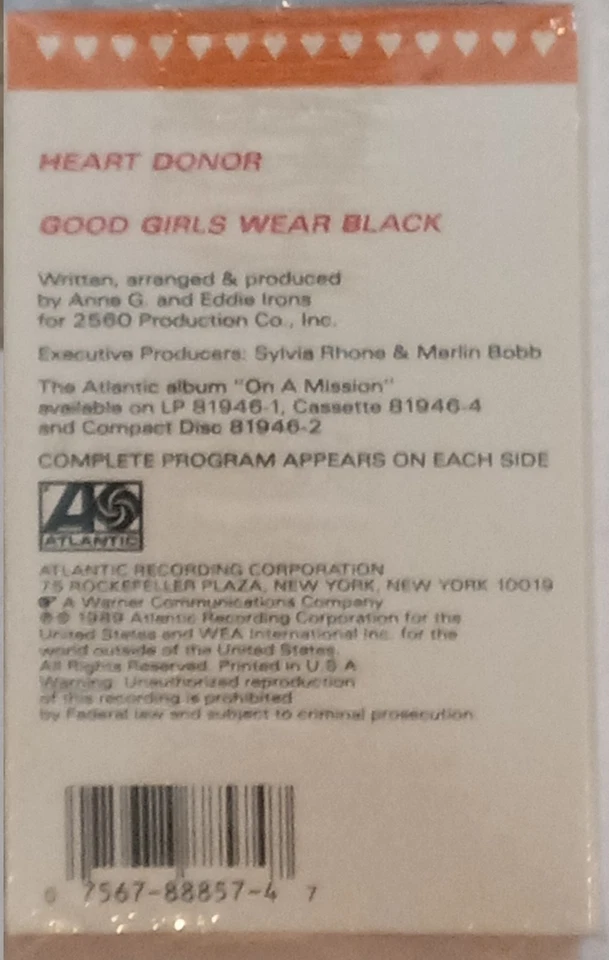 HEART DONOR
GOOD GIRLS WEAR BLACK
Written, arranged & produced
by Anne G. and Eddie Irons
for 2560 Production Co., Inc.
Executive Producers: Sylvia Rhone & Merlin Bobb
The Atlantic album "On A Mission"
available on LP 81946-1, Cassette 81946-4
and Compact Disc 81946-2
COMPLETE PROGRAM APPEARS ON EACH SIDE
ATLANTIC
ATLANTIC RECORDING CORPORATION
75 ROCKEFELLER PLAZA, NEW YORK, NEW YORK 10019
A Warner Communications Company
℗ © 1989 Atlantic Recording Corporation for the
United States and WEA International Inc. for the
world outside of the United States.
All Rights Reserved. Printed in U.S.A.
Warning: Unauthorized reproduction
of this recording is prohibited
by Federal law and subject to criminal prosecution.
0 7567-88857-4 7